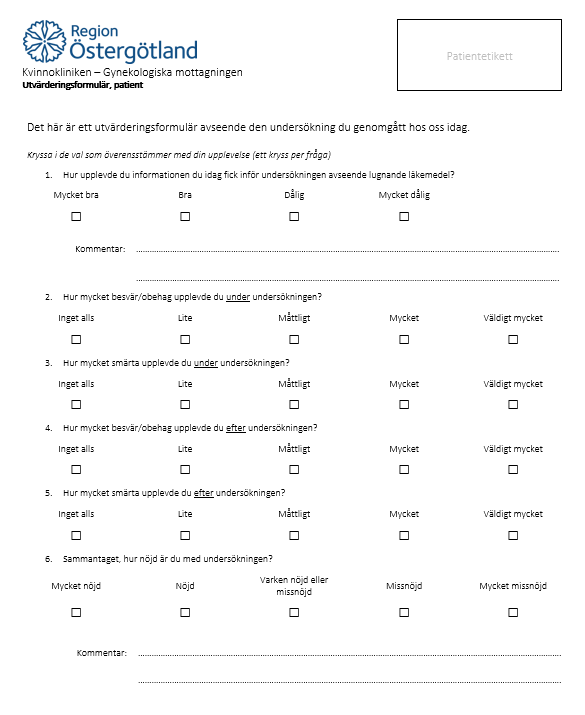 Region
Östergötland
Patientetikett
Kvinnokliniken – Gynekologiska mottagningen
Utvärderingsformulär, patient
Det här är ett utvärderingsformulär avseende den undersökning du genomgått hos oss idag.
Kryssa i de val som överensstämmer med din upplevelse (ett kryss per fråga)
1. Hur upplevde du informationen du idag fick inför undersökningen avseende lugnande läkemedel?
Mycket bra Bra Dålig Mycket dålig
☐ ☐ ☐ ☐
Kommentar:
2. Hur mycket besvär/obehag upplevde du under undersökningen?
Inget alls Lite Måttligt Mycket Väldigt mycket
☐ ☐ ☐ ☐ ☐
3. Hur mycket smärta upplevde du under undersökningen?
Inget alls Lite Måttligt Mycket Väldigt mycket
☐ ☐ ☐ ☐ ☐
4. Hur mycket besvär/obehag upplevde du efter undersökningen?
Inget alls Lite Måttligt Mycket Väldigt mycket
☐ ☐ ☐ ☐ ☐
5. Hur mycket smärta upplevde du efter undersökningen?
Inget alls Lite Måttligt Mycket Väldigt mycket
☐ ☐ ☐ ☐ ☐
6. Sammantaget, hur nöjd är du med undersökningen?
Mycket nöjd Nöjd Varken nöjd eller missnöjd Missnöjd Mycket missnöjd
☐ ☐ ☐ ☐ ☐
Kommentar: